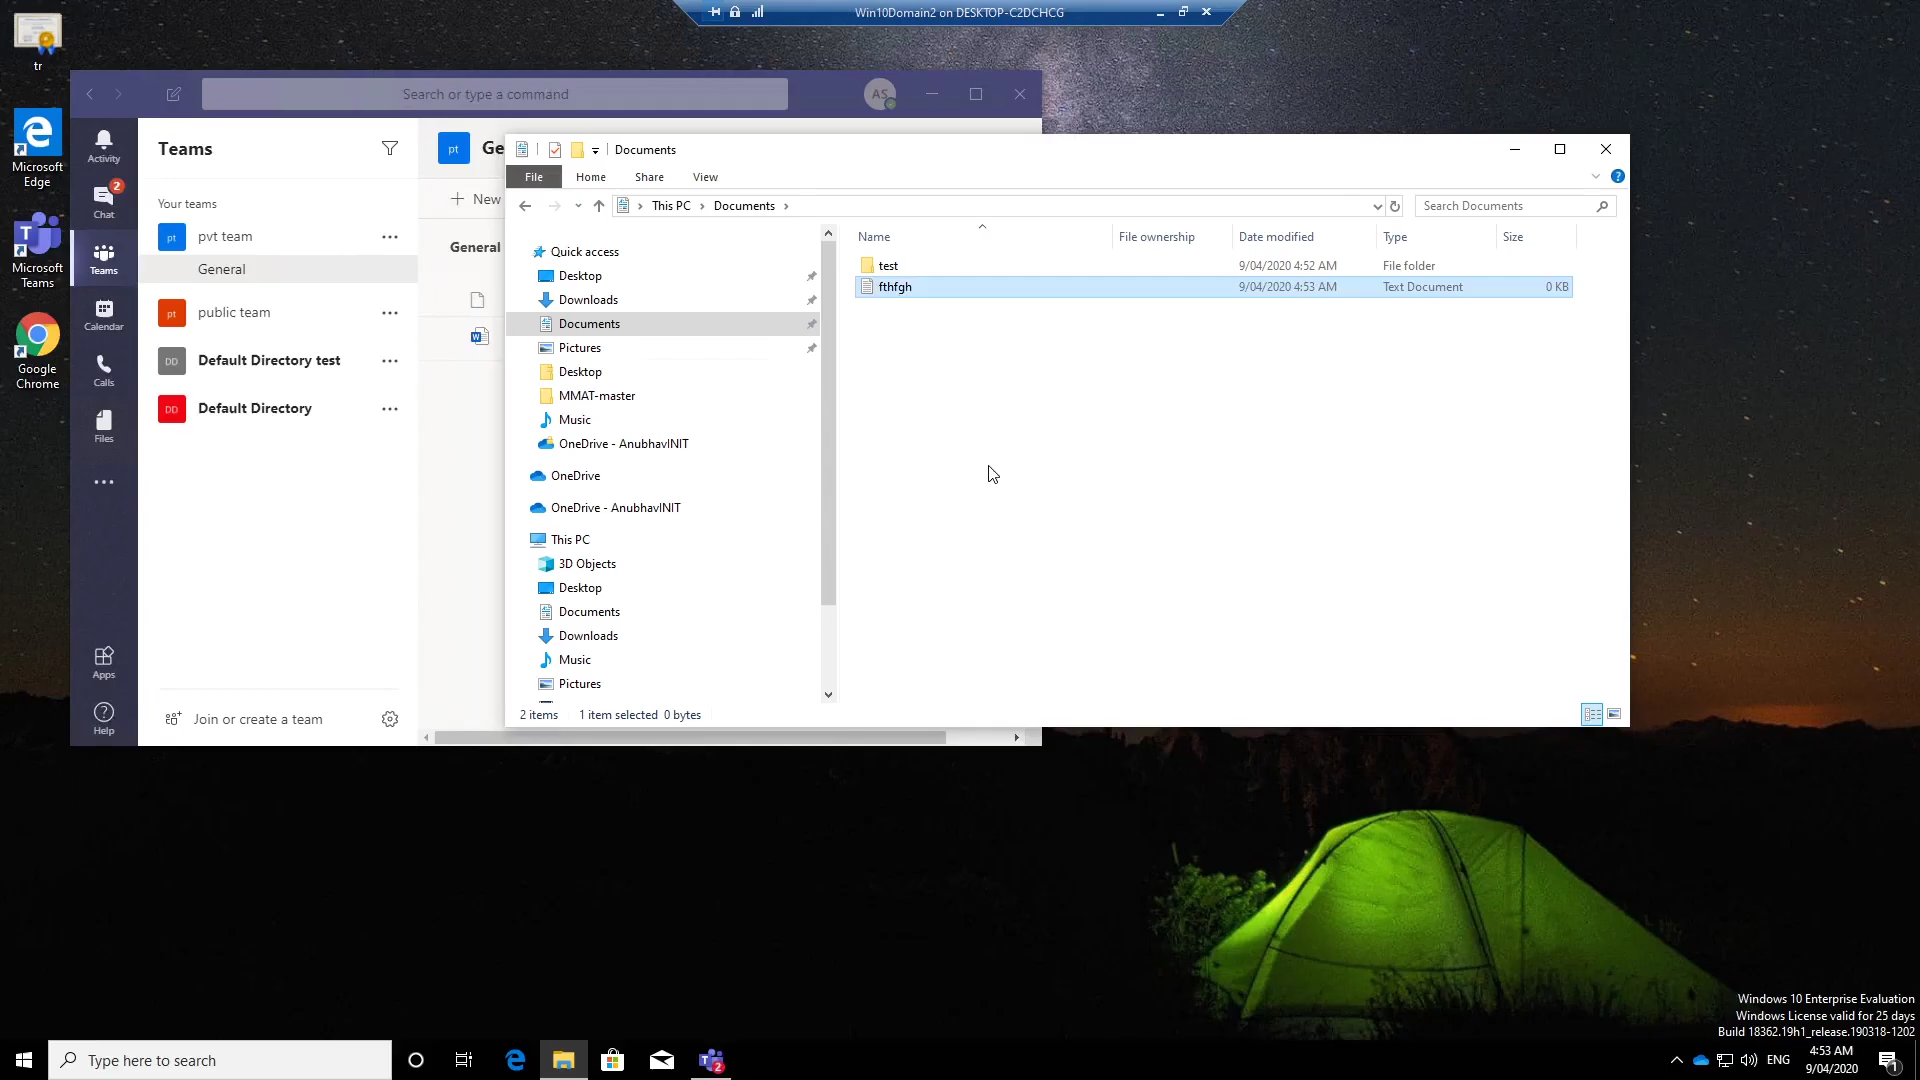 Win10Domain2 on DESKTOP-C2DCHCG
tr
Microsoft
Edge
Microsoft
Teams
Google
Chrome
Search or type a command
AS
Activity
2
Chat
Teams
Calendar
Calls
Files
Apps
Help
Teams
Your teams
pt
pvt team
General
pt
public team
DD
Default Directory test
DD
Default Directory
Join or create a team
pt
Ge
New
General
Documents
File
Home
Share
View
This PC
Documents
Search Documents
Quick access
Desktop
Downloads
Documents
Pictures
Desktop
MMAT-master
Music
OneDrive - AnubhavINIT
OneDrive
OneDrive - AnubhavINIT
This PC
3D Objects
Desktop
Documents
Downloads
Music
Pictures
Name File ownership Date modified Type Size
test 9/04/2020 4:52 AM File folder
fthfgh 9/04/2020 4:53 AM Text Document 0 KB
2 items 1 item selected 0 bytes
Windows 10 Enterprise Evaluation
Windows License valid for 25 days
Build 18362.19h1_release.190318-1202
Type here to search
2
ENG
4:53 AM
9/04/2020
1